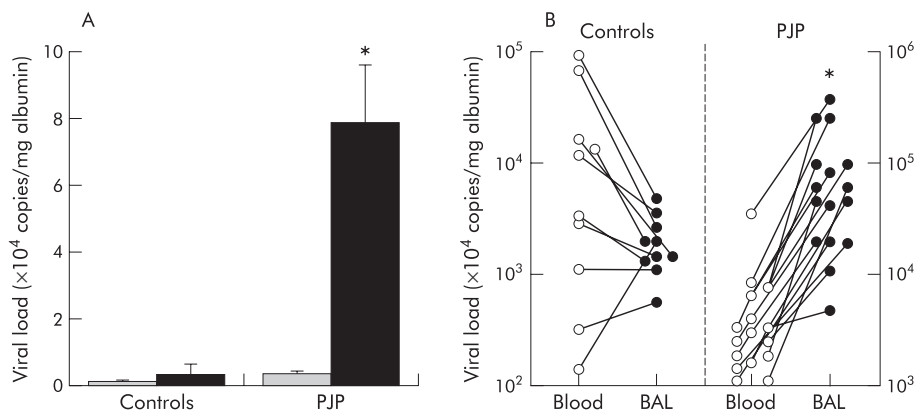 A
Viral load (×10⁴ copies/mg albumin)
10
8
6
4
2
0
*
Controls
PJP
B
Controls
PJP
Viral load (×10⁴ copies/mg albumin)
10⁵
10⁴
10³
10²
*
10⁶
10⁵
10⁴
10³
Blood
BAL
Blood
BAL